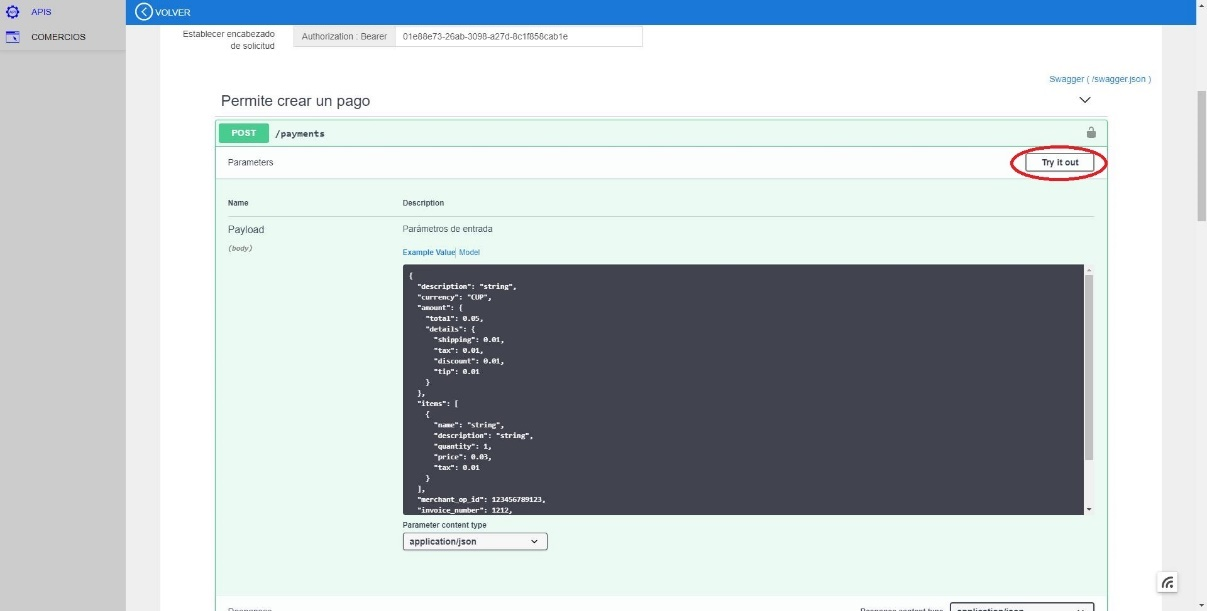 APIS
VOLVER
COMERCIOS
Establecer encabezado
de solicitud
Authorization : Bearer 01e88e73-26ab-3098-a27d-8c1f858cab1e
Swagger ( /swagger.json )
Permite crear un pago
POST /payments
Parameters
Try it out
Name Description
Payload Parámetros de entrada
(body)
Example Value Model
{
"description": "string",
"currency": "CUP",
"amount": {
"total": 0.05,
"details": {
"shipping": 0.01,
"tax": 0.01,
"discount": 0.01,
"tip": 0.01
}
},
"items": [
{
"name": "string",
"description": "string",
"quantity": 1,
"price": 0.03,
"tax": 0.01
}
],
"merchant_op_id": 123456789123,
"invoice_number": 1212,
Parameter content type
application/json
Responses Response content type application/json